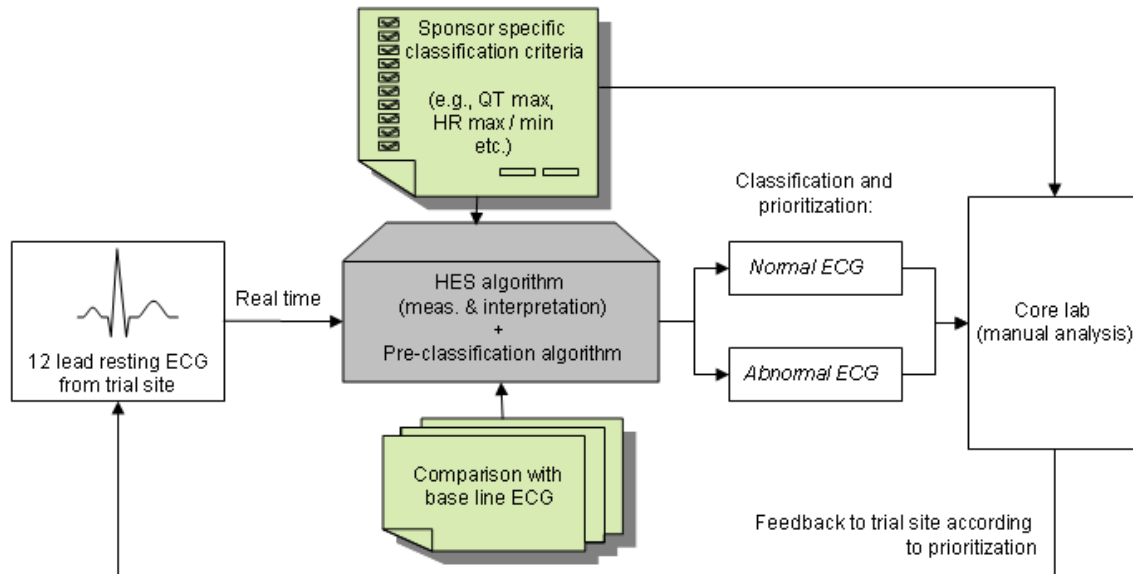 Sponsor specific
classification criteria
(e.g., QT max,
HR max / min
etc.)
Classification and
prioritization:
Normal ECG
Abnormal ECG
HES algorithm
(meas. & interpretation)
+
Pre-classification algorithm
Real time
12 lead resting ECG
from trial site
Core lab
(manual analysis)
Comparison with
base line ECG
Feedback to trial site according
to prioritization